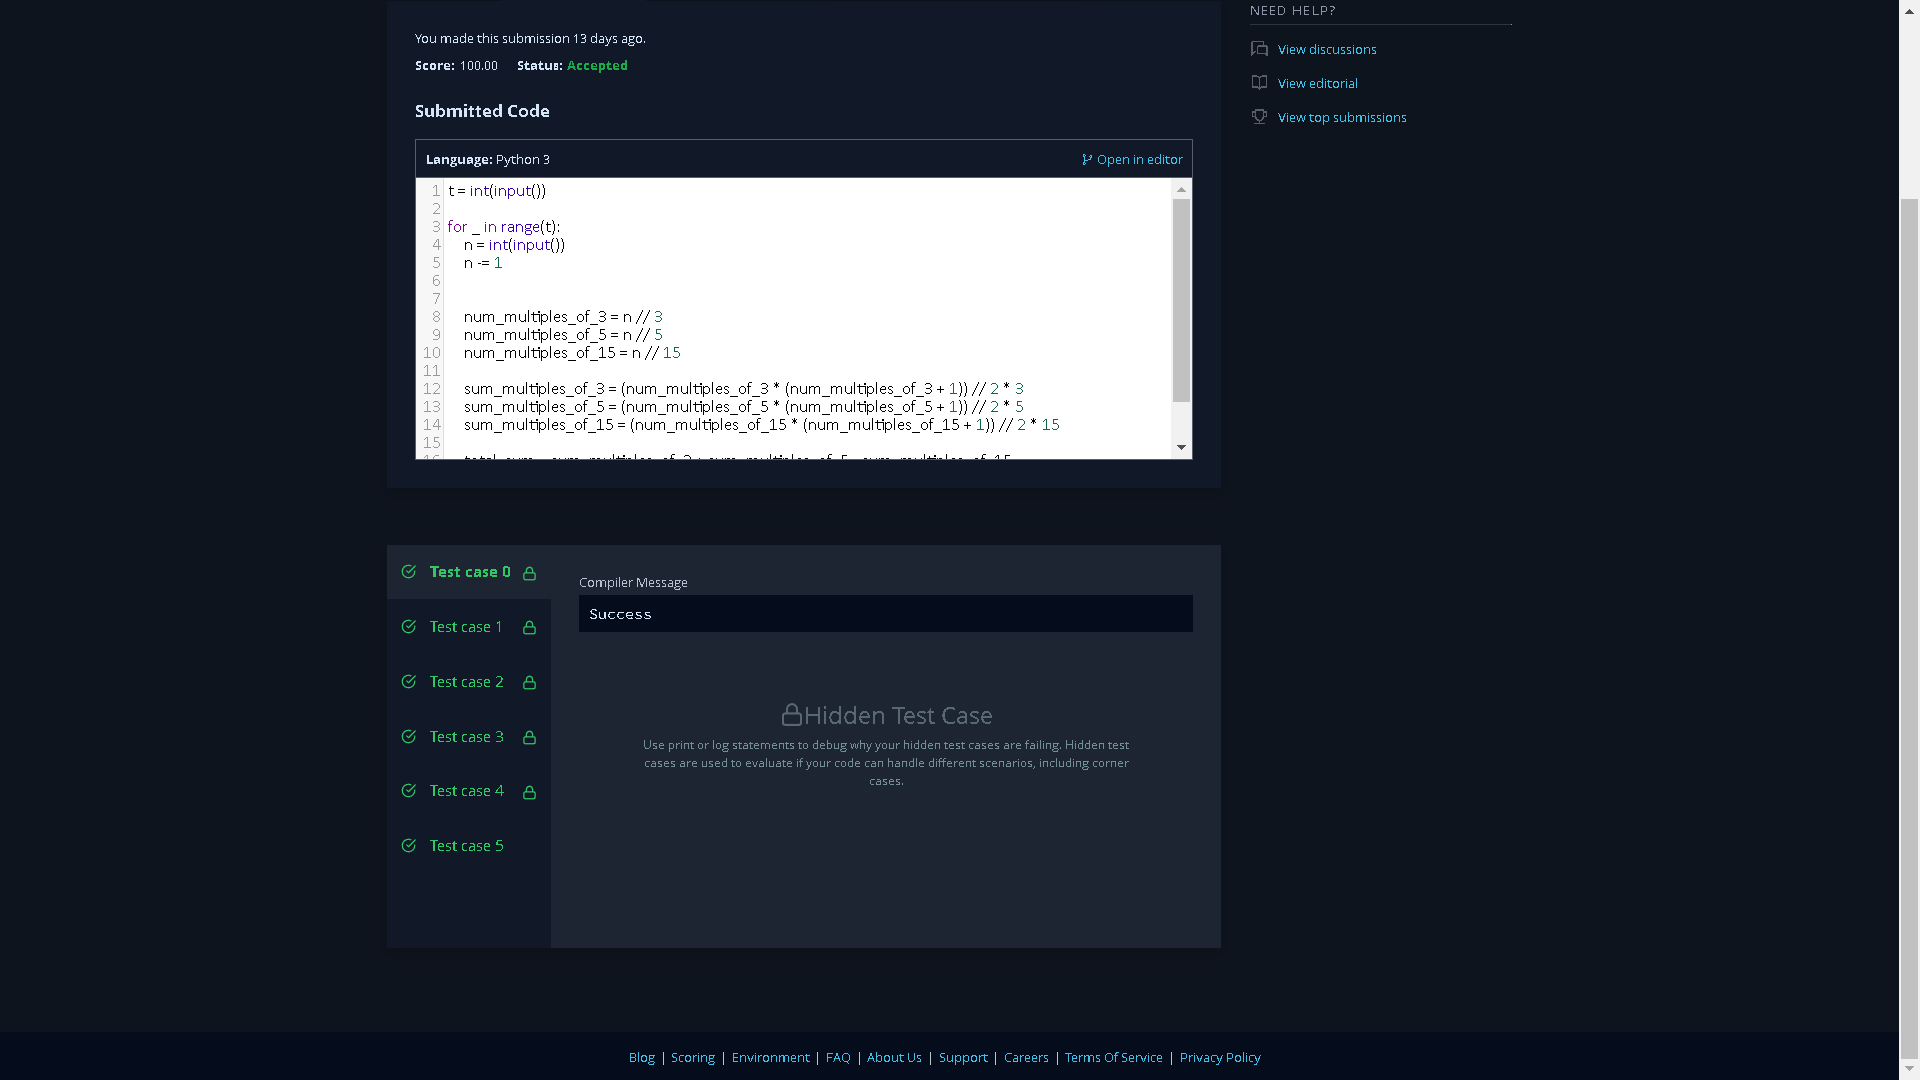 You made this submission 13 days ago.
Score: 100.00 Status: Accepted
Submitted Code
Language: Python 3
Open in editor
1 t = int(input())
2
3 for _ in range(t):
4     n = int(input())
5     n -= 1
6
7
8     num_multiples_of_3 = n // 3
9     num_multiples_of_5 = n // 5
10     num_multiples_of_15 = n // 15
11
12     sum_multiples_of_3 = (num_multiples_of_3 * (num_multiples_of_3 + 1)) // 2 * 3
13     sum_multiples_of_5 = (num_multiples_of_5 * (num_multiples_of_5 + 1)) // 2 * 5
14     sum_multiples_of_15 = (num_multiples_of_15 * (num_multiples_of_15 + 1)) // 2 * 15
15
NEED HELP?
View discussions
View editorial
View top submissions
Test case 0
Test case 1
Test case 2
Test case 3
Test case 4
Test case 5
Compiler Message
Success
Hidden Test Case
Use print or log statements to debug why your hidden test cases are failing. Hidden test
cases are used to evaluate if your code can handle different scenarios, including corner
cases.
Blog | Scoring | Environment | FAQ | About Us | Support | Careers | Terms Of Service | Privacy Policy